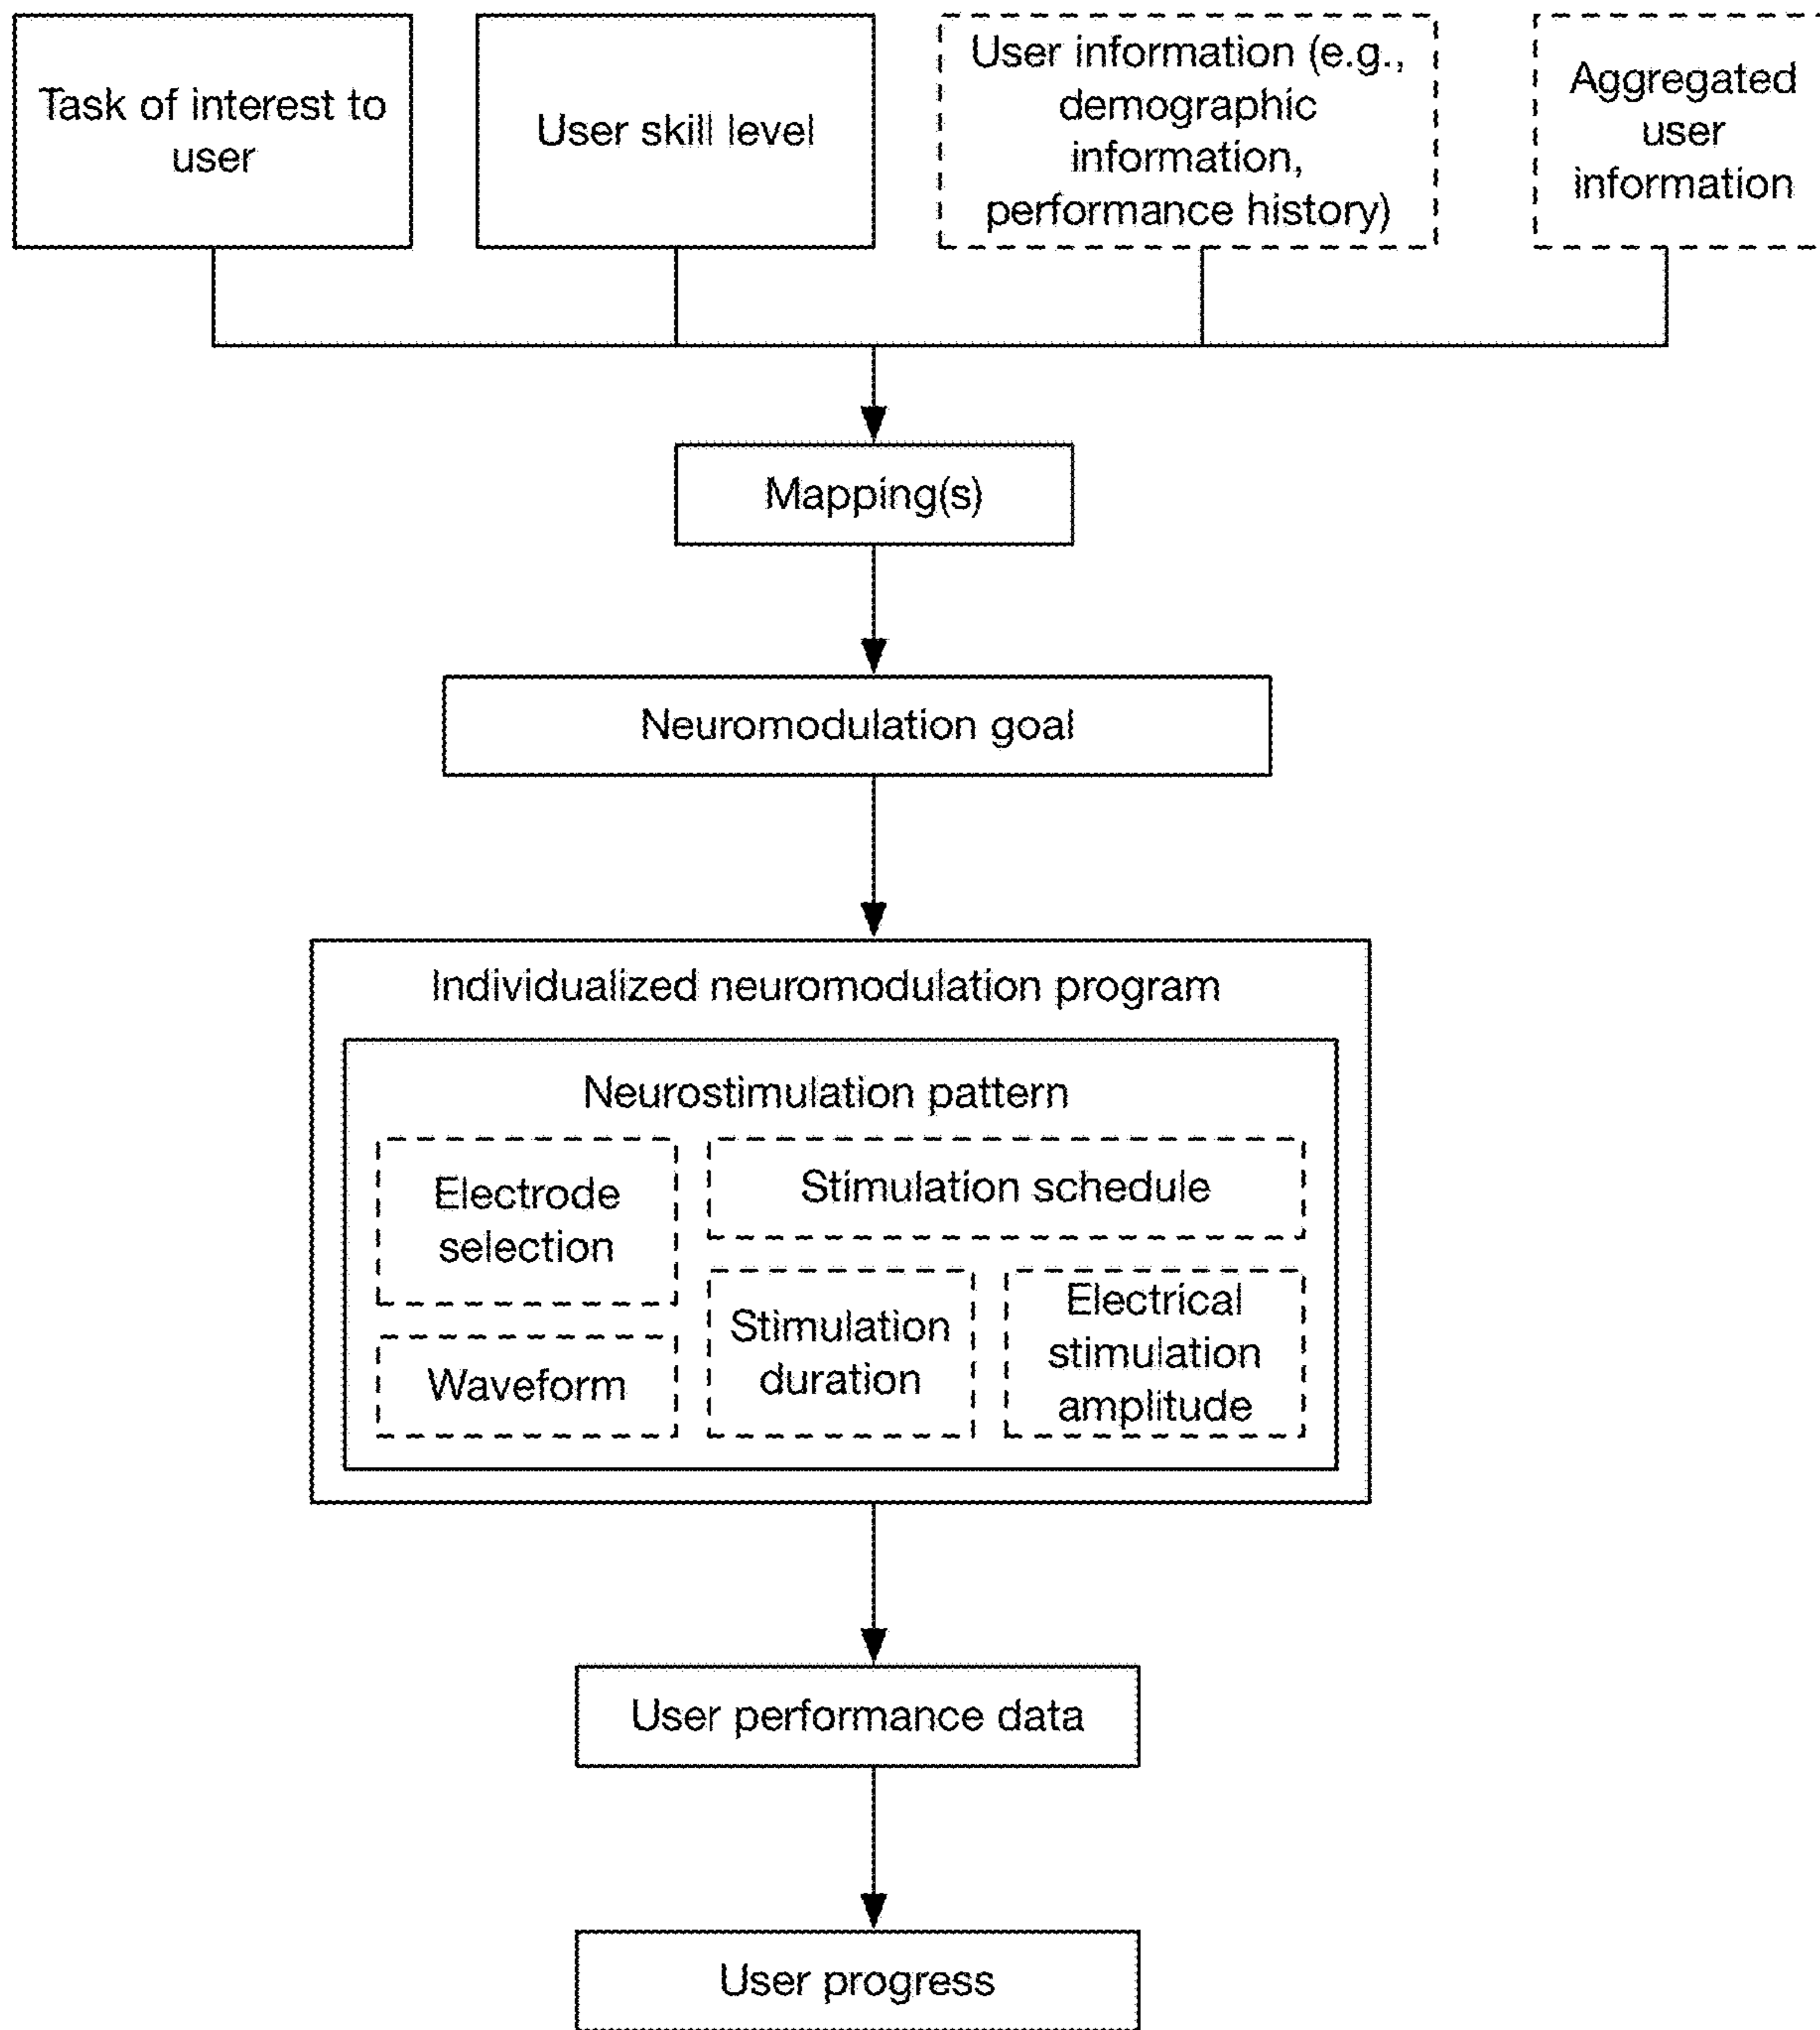 Task of interest to
user
User skill level
User information (e.g.,
demographic
information,
performance history)
Aggregated
user
information
Mapping(s)
Neuromodulation goal
Individualized neuromodulation program
Neurostimulation pattern
Electrode
selection
Stimulation schedule
Waveform
Stimulation
duration
Electrical
stimulation
amplitude
User performance data
User progress